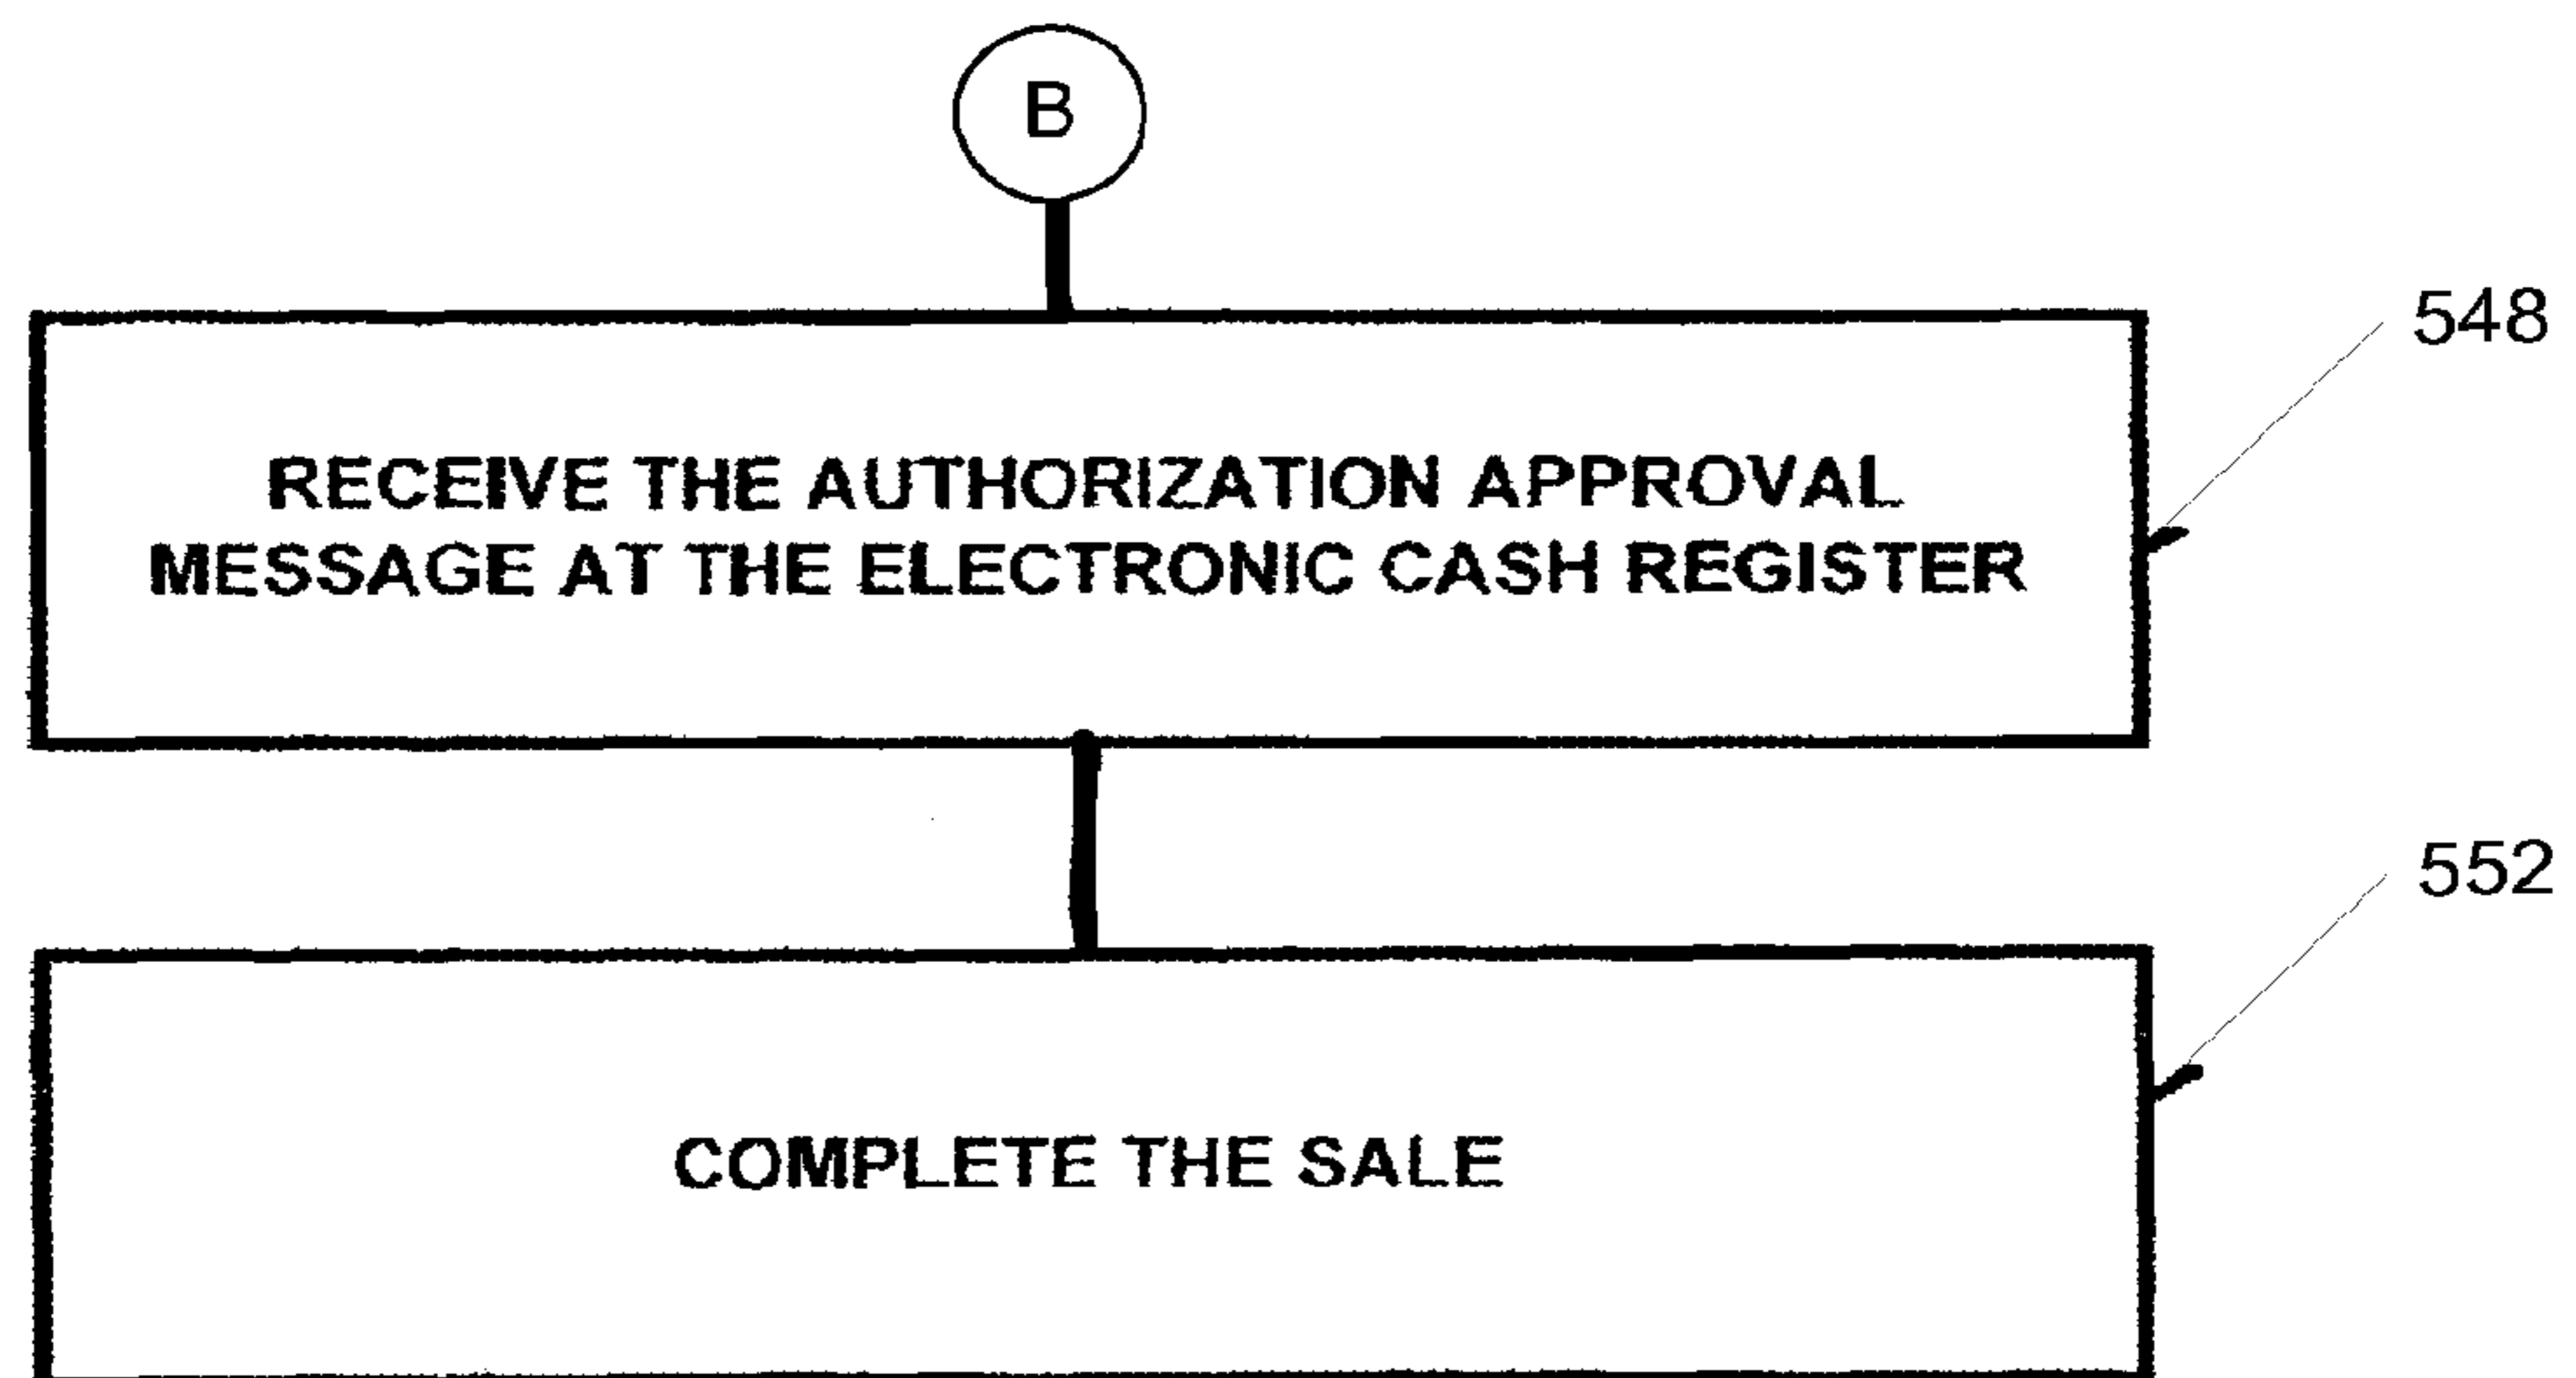 B
548
RECEIVE THE AUTHORIZATION APPROVAL
MESSAGE AT THE ELECTRONIC CASH REGISTER
552
COMPLETE THE SALE